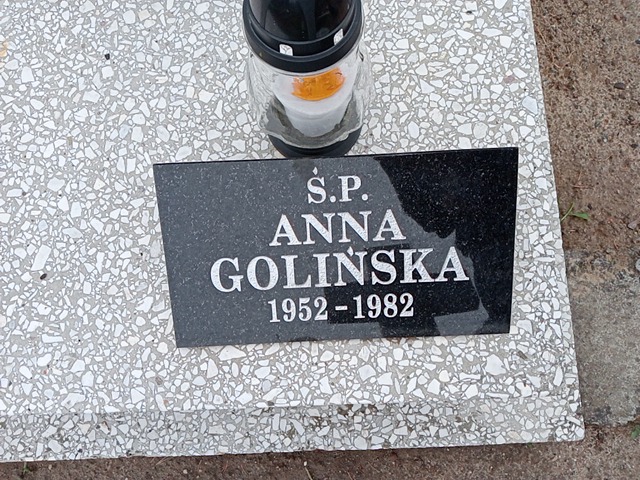 Ś.P.
ANNA
GOLIŃSKA
1952-1982